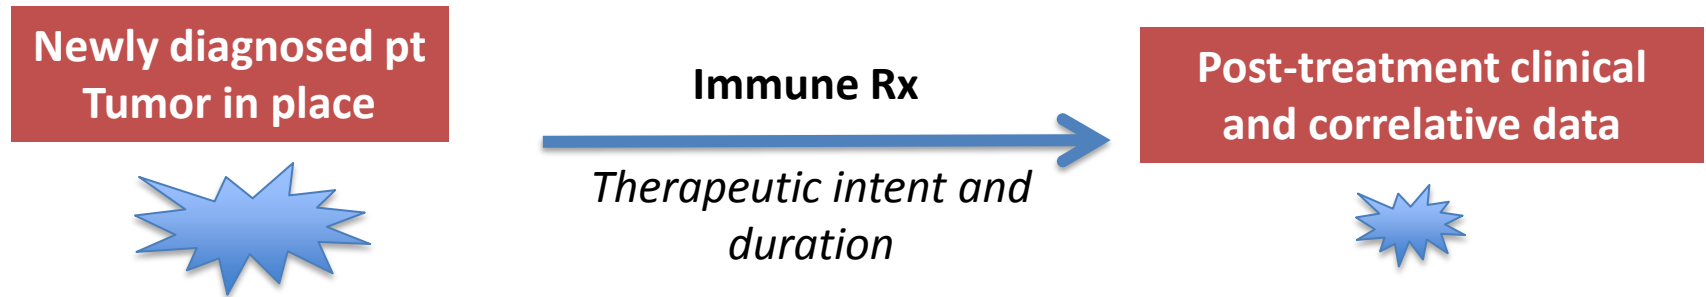 Newly diagnosed pt
Tumor in place
Immune Rx
Therapeutic intent and
duration
Post-treatment clinical
and correlative data